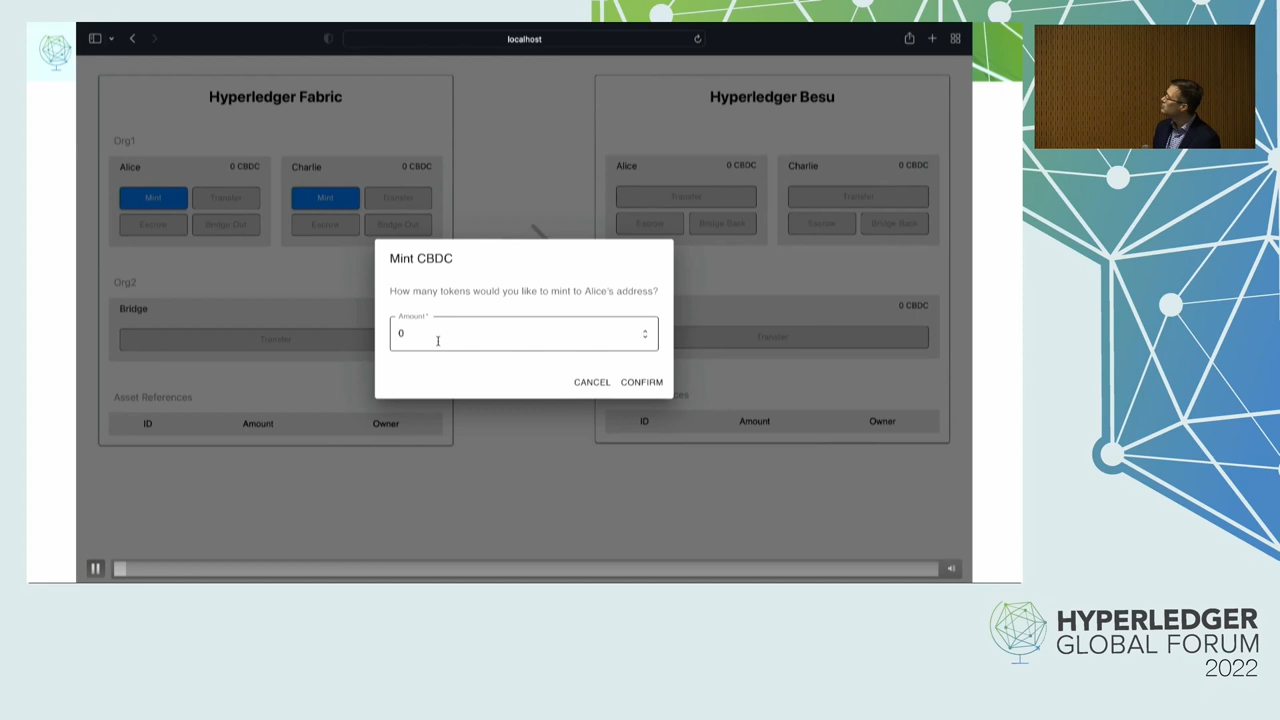 localhost
Hyperledger Fabric
Org1
Alice 0 CBDC
Mint Transfer
Escrow Bridge Out
Charlie 0 CBDC
Mint Transfer
Escrow Bridge Out
Org2
Bridge
Transfer
Asset References
ID Amount Owner
Hyperledger Besu
Alice 0 CBDC
Transfer
Escrow Bridge Back
Charlie 0 CBDC
Transfer
Escrow Bridge Back
0 CBDC
Transfer
ces
ID Amount Owner
Mint CBDC
How many tokens would you like to mint to Alice's address?
Amount*
0
CANCEL CONFIRM
HYPERLEDGER
GLOBAL FORUM
2022